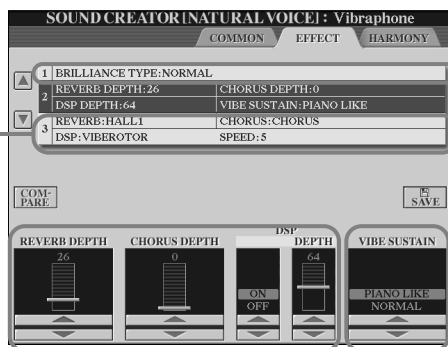 SOUND CREATOR [NATURAL VOICE] : Vibraphone
COMMON EFFECT HARMONY
1 BRILLIANCE TYPE:NORMAL
2 REVERB DEPTH:26 CHORUS DEPTH:0
DSP DEPTH:64 VIBE SUSTAIN:PIANO LIKE
3 REVERB:HALL1 CHORUS:CHORUS
DSP:VIBEROTOR SPEED:5
COM-
PARE
SAVE
DSP
REVERB DEPTH CHORUS DEPTH DEPTH VIBE SUSTAIN
26 0 64
ON PIANO LIKE
OFF NORMAL